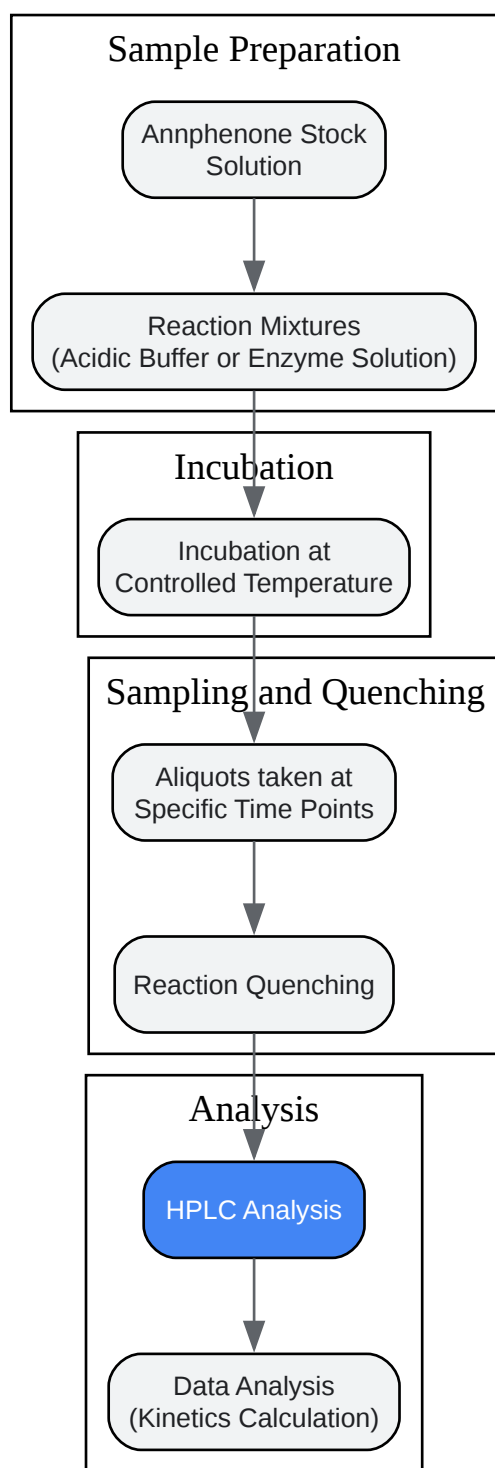 Sample Preparation
Annphenone Stock
Solution
Reaction Mixtures
(Acidic Buffer or Enzyme Solution)
Incubation
Incubation at
Controlled Temperature
Sampling and Quenching
Aliquots taken at
Specific Time Points
Reaction Quenching
Analysis
HPLC Analysis
Data Analysis
(Kinetics Calculation)